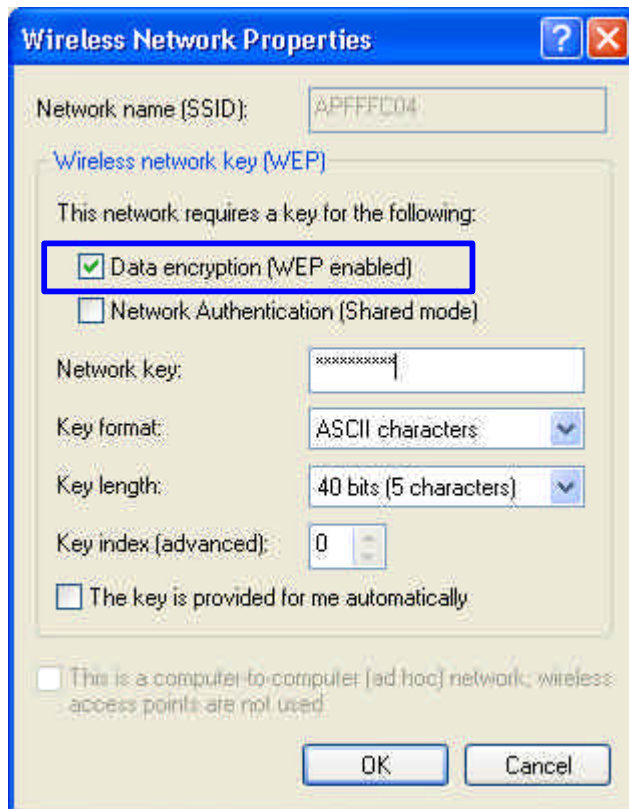 Wireless Network Properties
Network name (SSID):
APFFFC04
Wireless network key (WEP)
This network requires a key for the following:
Data encryption (WEP enabled)
Network Authentication (Shared mode)
Network key:
**********
Key format:
ASCII characters
Key length:
40 bits (5 characters)
Key index (advanced):
0
The key is provided for me automatically
This is a computer-to-computer (ad hoc) network; wireless
access points are not used
OK
Cancel